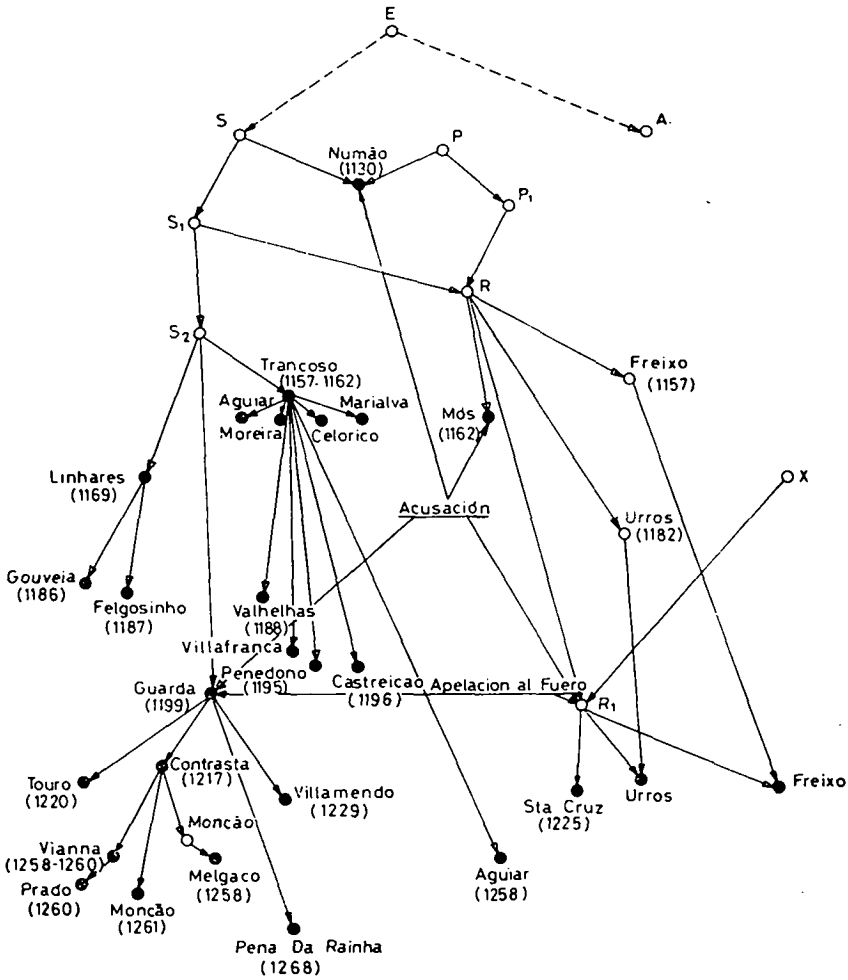 E
S
A.
P
Numão
(1130)
P₁
S₁
R
S₂
Trancoso
(1157-1162)
Freixo
(1157)
Aguiar
Marialva
Moreira
Celorico
Mós
(1162)
Linhares
(1169)
X
Acusación
Urros
(1182)
Gouveia
(1186)
Felgosinho
(1187)
Valhelhas
(1188)
Villafranca
Penedono
(1195)
Castreicao
(1196)
Apelacion al Fuero
Guarda
(1199)
R₁
Contrasta
(1217)
Touro
(1220)
Villamendo
(1229)
Sta Cruz
(1225)
Urros
Freixo
Monção
Vianna
(1258-1260)
Melgaco
(1258)
Aguiar
(1258)
Prado
(1260)
Moncão
(1261)
Pena Da Rainha
(1268)